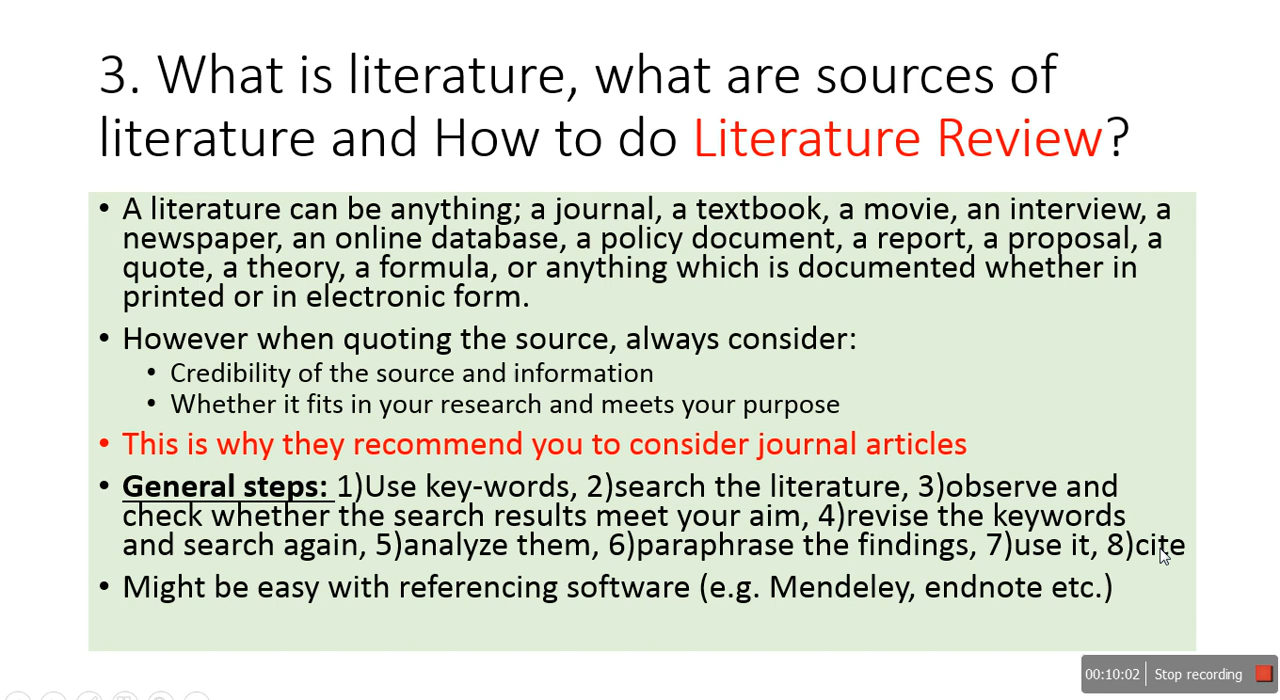 3. What is literature, what are sources of
literature and How to do Literature Review?
• A literature can be anything; a journal, a textbook, a movie, an interview, a
newspaper, an online database, a policy document, a report, a proposal, a
quote, a theory, a formula, or anything which is documented whether in
printed or in electronic form.
• However when quoting the source, always consider:
• Credibility of the source and information
• Whether it fits in your research and meets your purpose
• This is why they recommend you to consider journal articles
• General steps: 1)Use key-words, 2)search the literature, 3)observe and
check whether the search results meet your aim, 4)revise the keywords
and search again, 5)analyze them, 6)paraphrase the findings, 7)use it, 8)cite
• Might be easy with referencing software (e.g. Mendeley, endnote etc.)
00:10:02 Stop recording